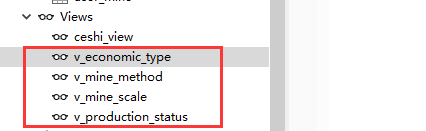 Views
ceshi_view
v_economic_type
v_mine_method
v_mine_scale
v_production_status